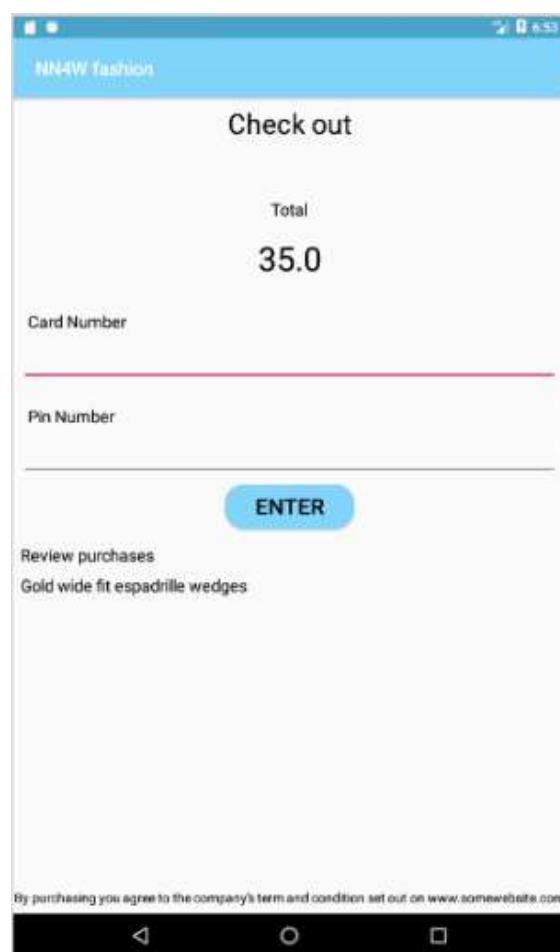 6:53
NN4W fashion
Check out
Total
35.0
Card Number
Pin Number
ENTER
Review purchases
Gold wide fit espadrille wedges
By purchasing you agree to the company's term and condition set out on www.somewebsite.com